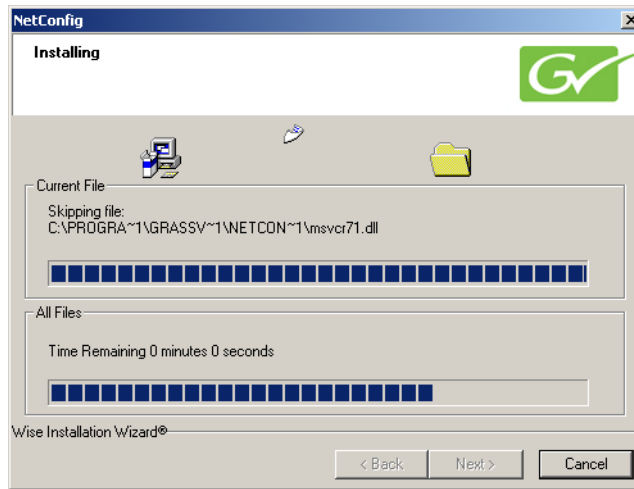 NetConfig
Installing
GV
Current File
Skipping file:
C:\PROGRA~1\GRASSV~1\NETCON~1\msvcr71.dll
All Files
Time Remaining 0 minutes 0 seconds
Wise Installation Wizard®
< Back
Next >
Cancel